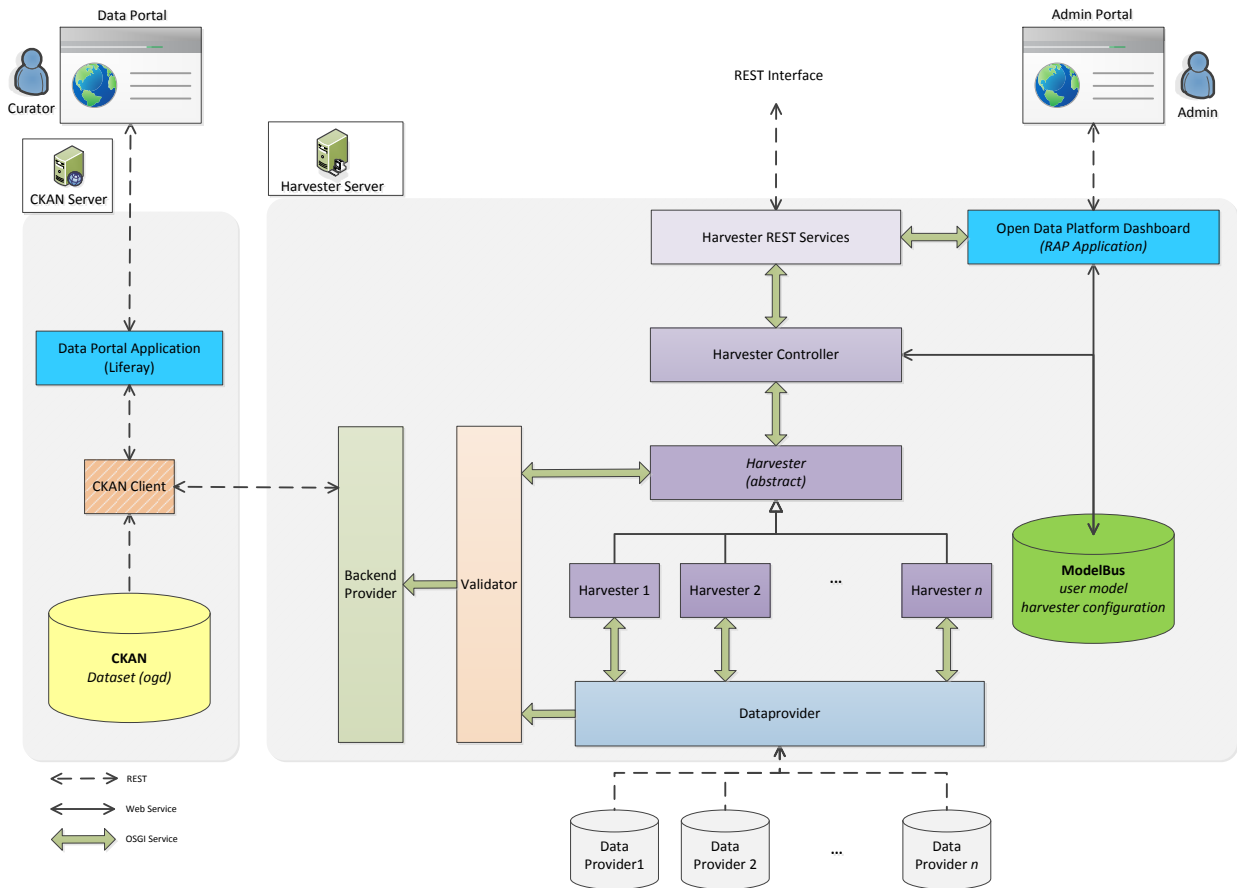 Data Portal
Admin Portal
Curator
REST Interface
Admin
CKAN Server
Harvester Server
Harvester REST Services
Open Data Platform Dashboard
(RAP Application)
Data Portal Application
(Liferay)
Harvester Controller
CKAN Client
Harvester
(abstract)
Backend
Provider
Validator
Harvester 1
Harvester 2
...
Harvester n
ModelBus
user model
harvester configuration
CKAN
Dataset (ogd)
Dataprovider
REST
Web Service
OSGI Service
Data
Provider1
Data
Provider 2
...
Data
Provider n